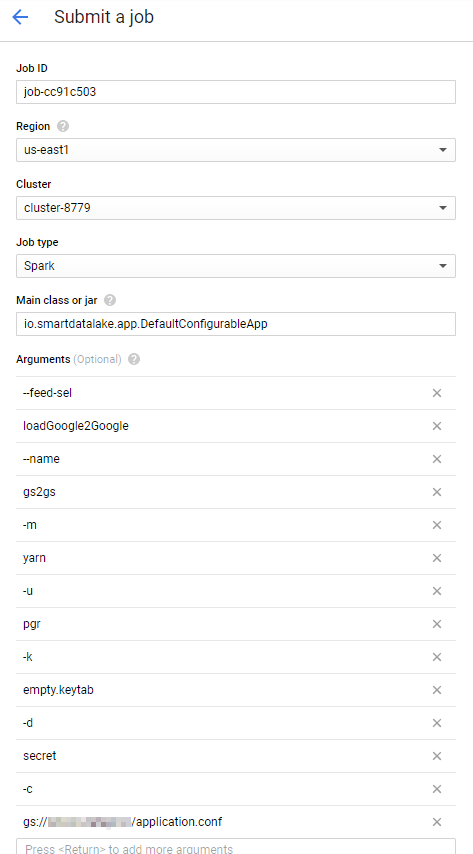 Submit a job
Job ID
job-cc91c503
Region ?
us-east1
Cluster
cluster-8779
Job type
Spark
Main class or jar ?
io.smartdatalake.app.DefaultConfigurableApp
Arguments (Optional) ?
--feed-sel
loadGoogle2Google
--name
gs2gs
-m
yarn
-u
pgr
-k
empty.keytab
-d
secret
-c
gs:// /application.conf
Press <Return> to add more arguments